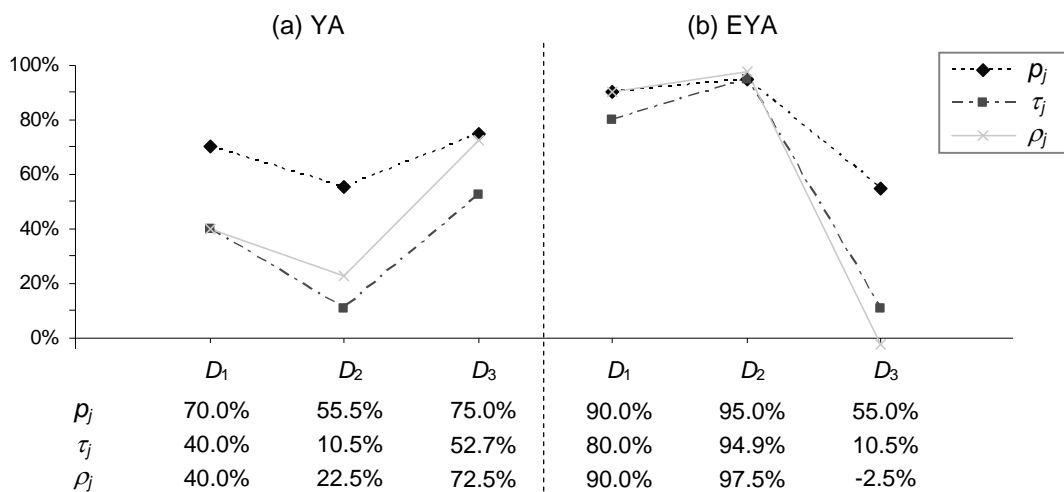 (a) YA
(b) EYA
100%
80%
60%
40%
20%
0%
pj
τj
ρj
D1 D2 D3 D1 D2 D3
pj 70.0% 55.5% 75.0% 90.0% 95.0% 55.0%
τj 40.0% 10.5% 52.7% 80.0% 94.9% 10.5%
ρj 40.0% 22.5% 72.5% 90.0% 97.5% -2.5%